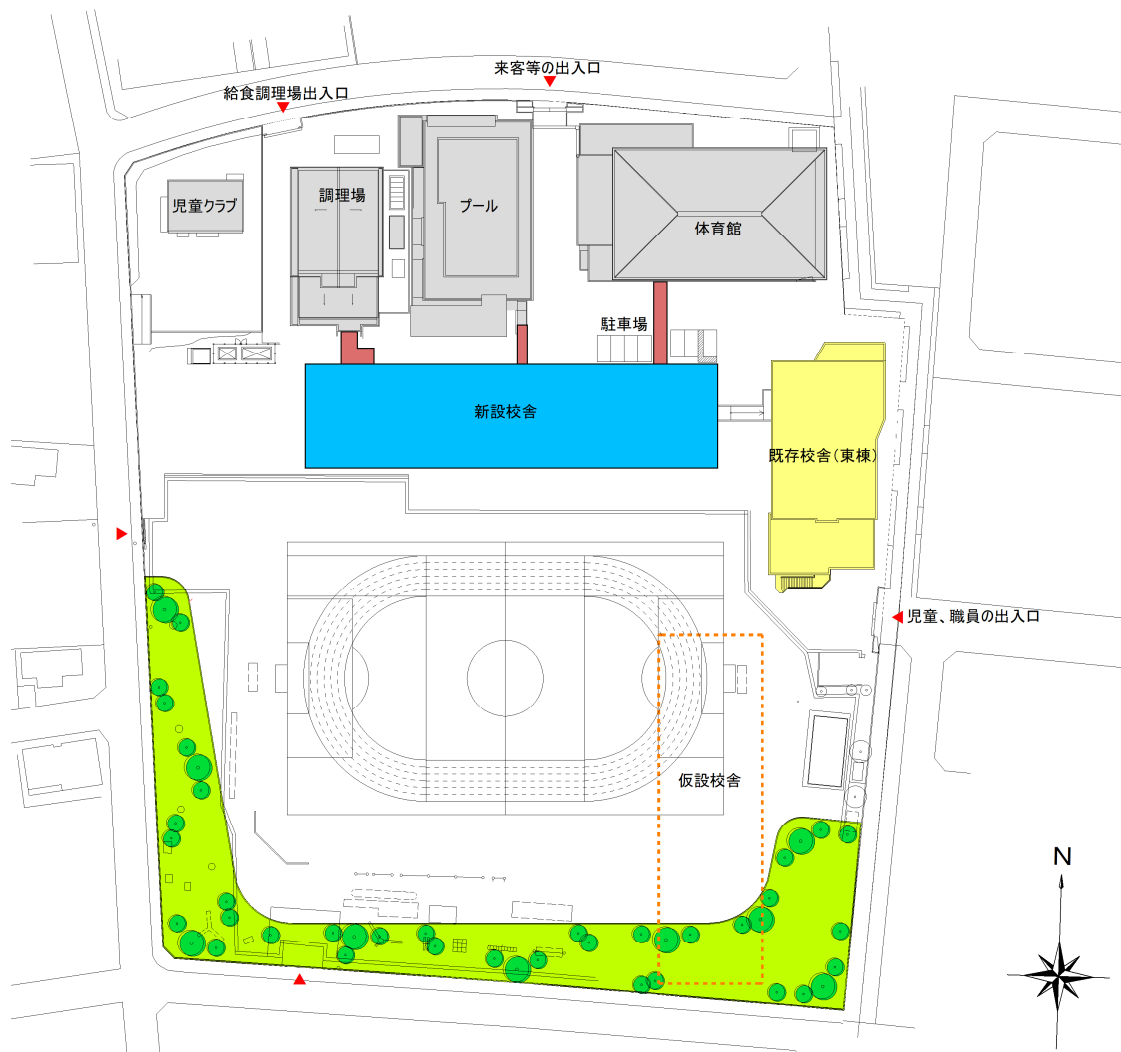 来客等の出入口
給食調理場出入口
調理場
児童クラブ
プール
体育館
駐車場
新設校舎
既存校舎(東棟)
児童、職員の出入口
仮設校舎
N